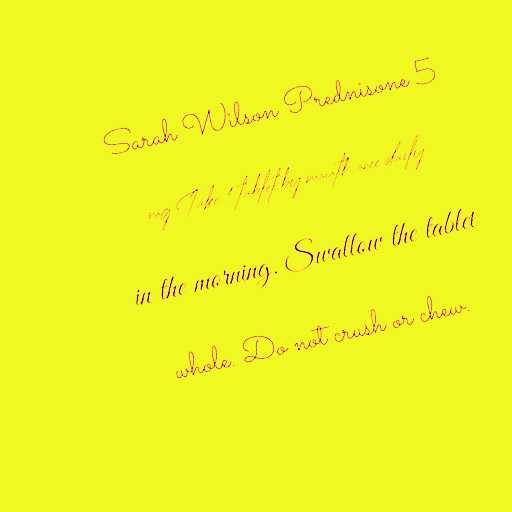 Sarah Wilson Prednisone 5
mg Take 1 tablet by mouth once daily
in the morning. Swallow the tablet
whole. Do not crush or chew.